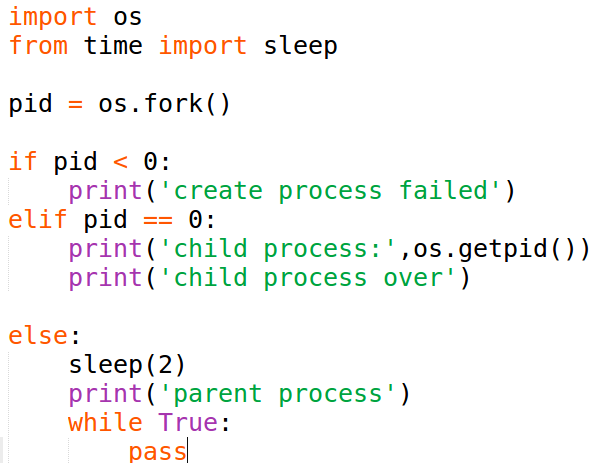 import os
from time import sleep

pid = os.fork()

if pid < 0:
    print('create process failed')
elif pid == 0:
    print('child process:',os.getpid())
    print('child process over')

else:
    sleep(2)
    print('parent process')
    while True:
        pass